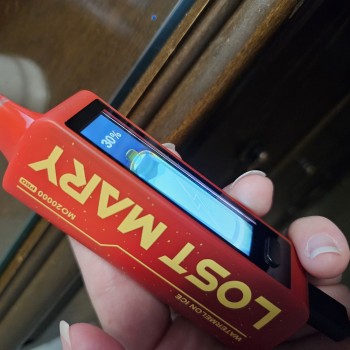 30%
LOST MARY
MO20000 PRO
WATERMELON ICE